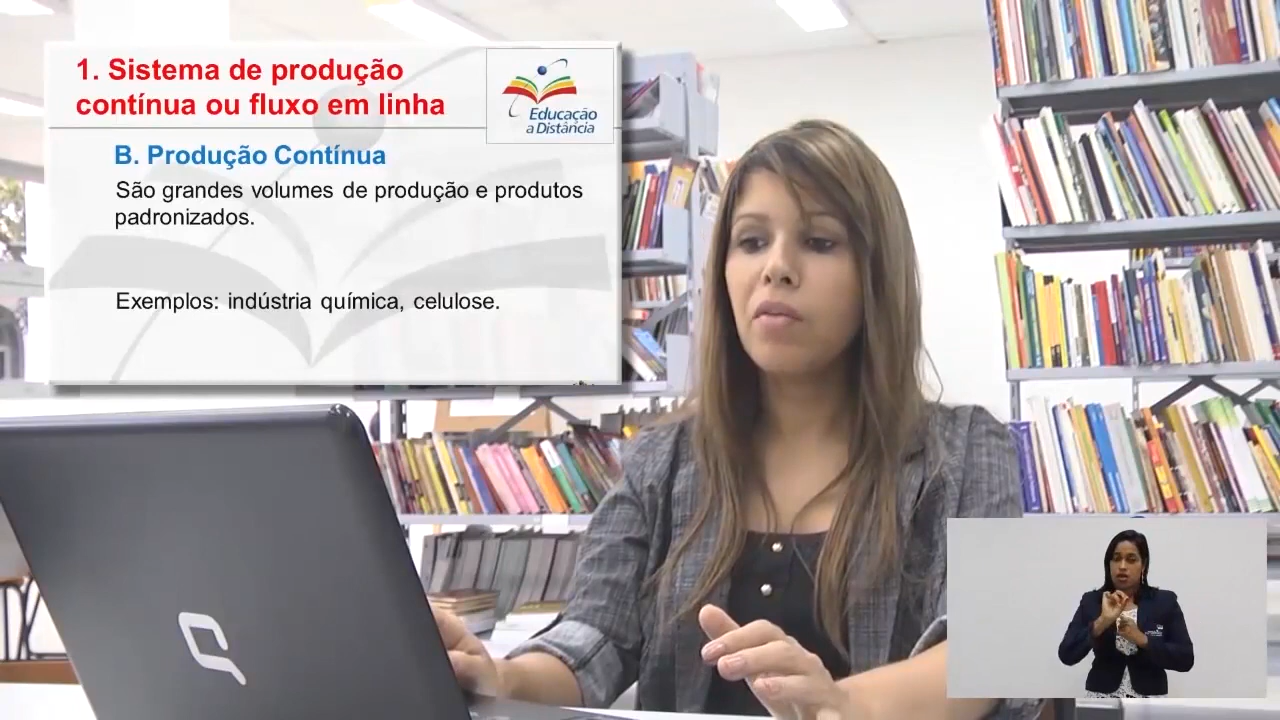 1. Sistema de produção
contínua ou fluxo em linha
Educação
a Distância
B. Produção Contínua
São grandes volumes de produção e produtos
padronizados.
Exemplos: indústria química, celulose.